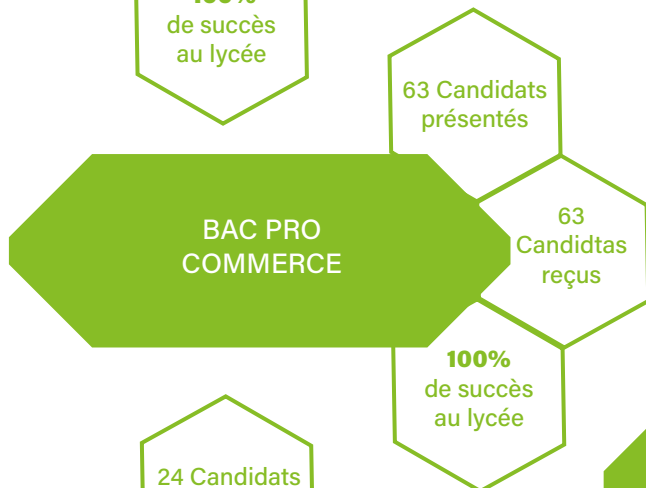 100%
de succès
au lycée
63 Candidats
présentés
BAC PRO
COMMERCE
63
Candidtas
reçus
100%
de succès
au lycée
24 Candidats